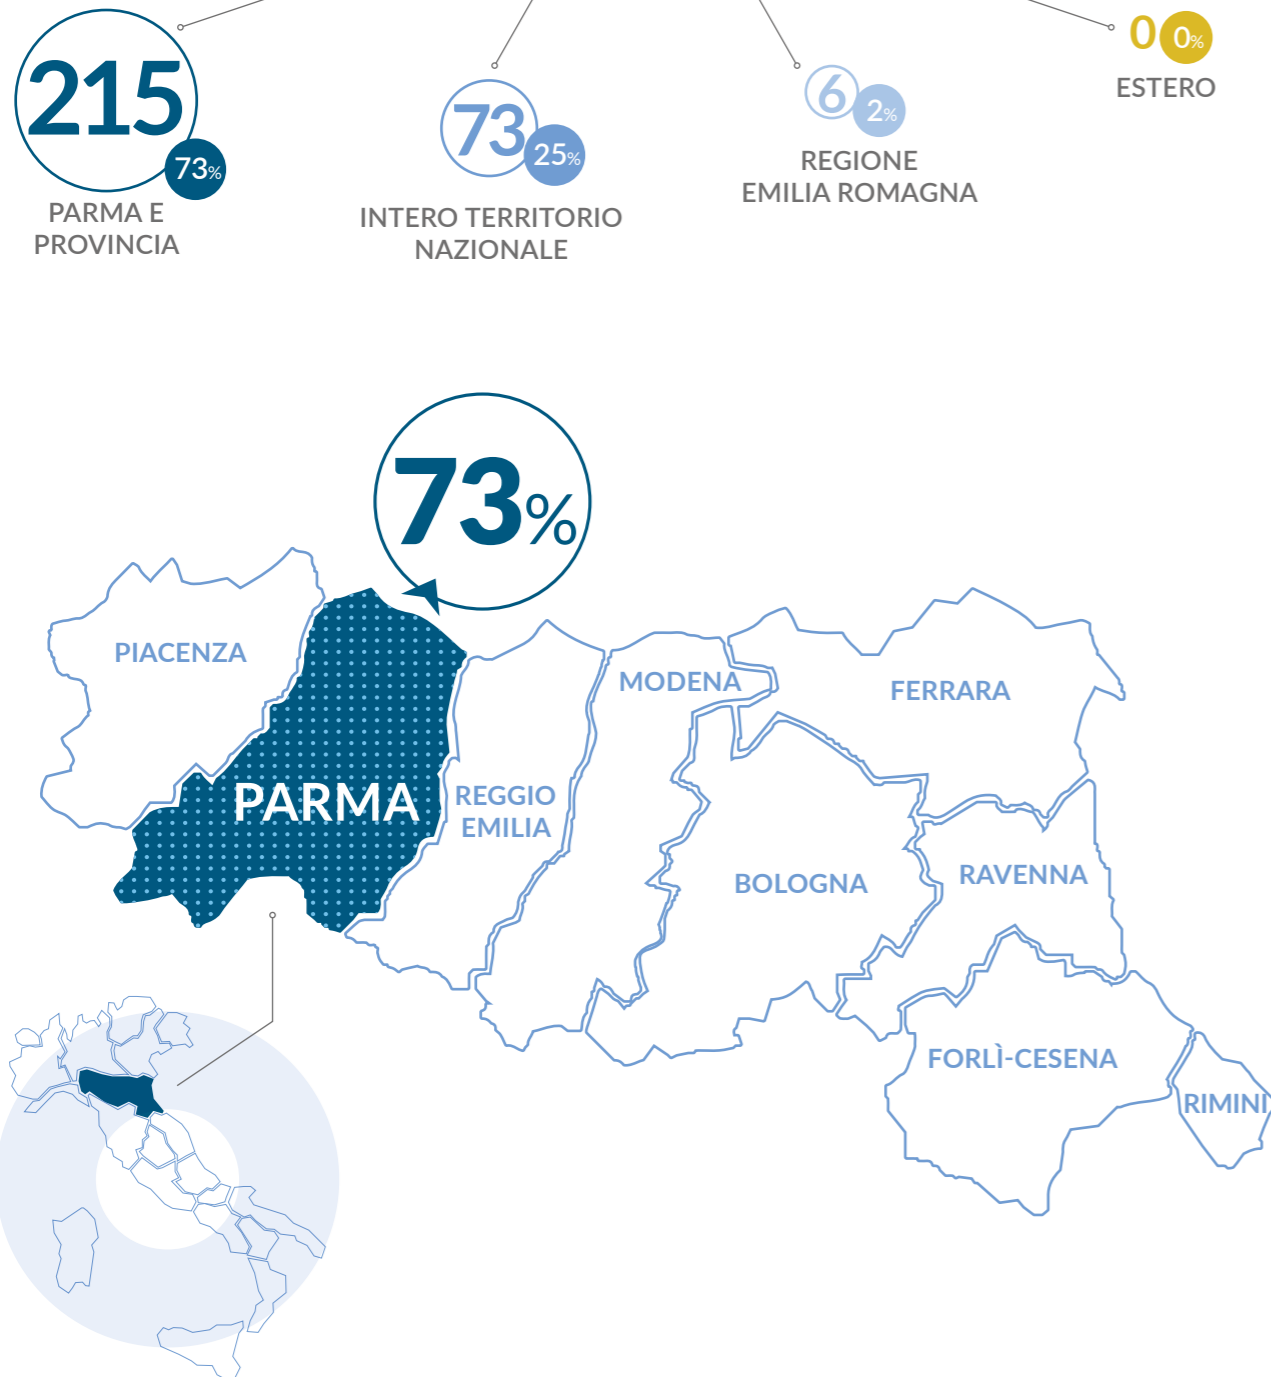 215
73%
PARMA E
PROVINCIA
73
25%
INTERO TERRITORIO
NAZIONALE
6
2%
REGIONE
EMILIA ROMAGNA
0
0%
ESTERO
73%
PIACENZA
PARMA
REGGIO
EMILIA
MODENA
FERRARA
BOLOGNA
RAVENNA
FORLÌ-CESENA
RIMINI